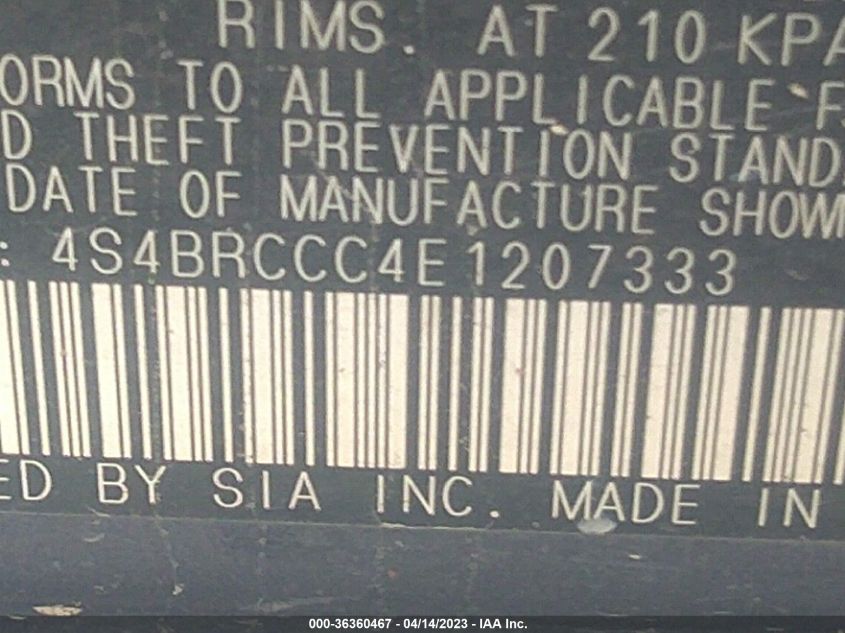 RIMS. AT 210 KPA
ORMS TO ALL APPLICABLE F
D THEFT PREVENTION STAND
DATE OF MANUFACTURE SHOW
: 4S4BRCCC4E1207333
ED BY SIA INC. MADE IN
000-36360467 - 04/14/2023 - IAA Inc.